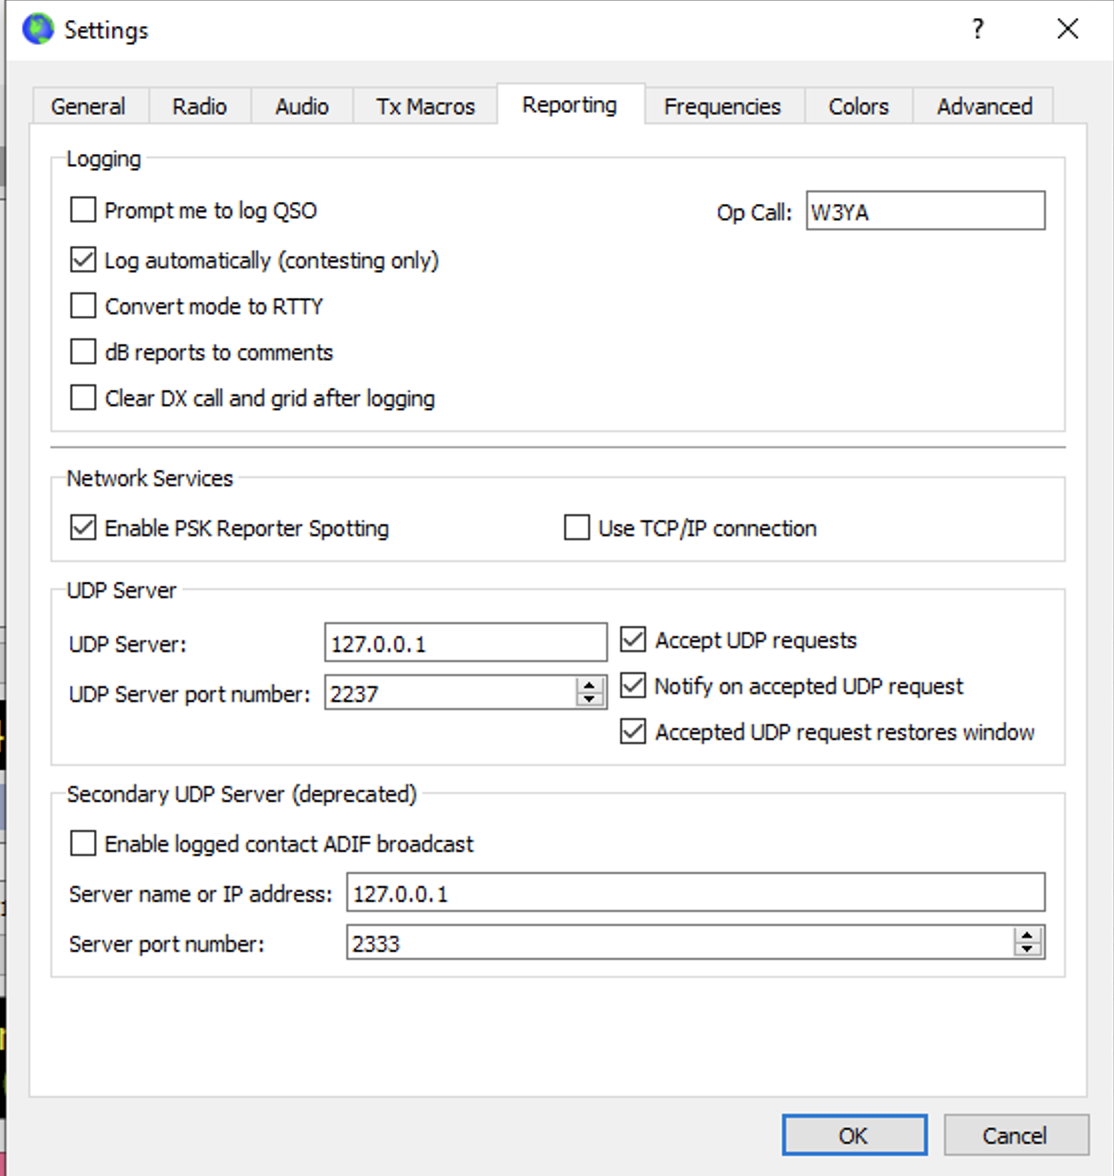 Settings
?
General Radio Audio Tx Macros Reporting Frequencies Colors Advanced
Logging
Prompt me to log QSO
Op Call: W3YA
Log automatically (contesting only)
Convert mode to RTTY
dB reports to comments
Clear DX call and grid after logging
Network Services
Enable PSK Reporter Spotting Use TCP/IP connection
UDP Server
UDP Server: 127.0.0.1 Accept UDP requests
UDP Server port number: 2237 Notify on accepted UDP request
Accepted UDP request restores window
Secondary UDP Server (deprecated)
Enable logged contact ADIF broadcast
Server name or IP address: 127.0.0.1
Server port number: 2333
OK Cancel